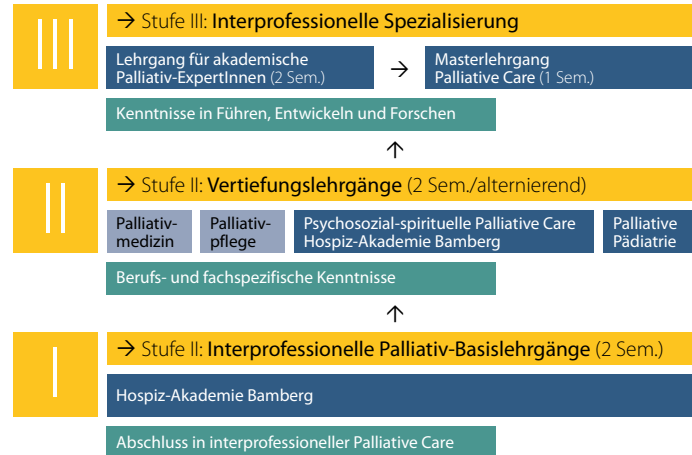 III
→ Stufe III: Interprofessionelle Spezialisierung
Lehrgang für akademische
Palliativ-ExpertInnen (2 Sem.)
→
Masterlehrgang
Palliative Care (1 Sem.)
Kenntnisse in Führen, Entwickeln und Forschen
↑
II
→ Stufe II: Vertiefungslehrgänge (2 Sem./alternierend)
Palliativ-
medizin
Palliativ-
pflege
Psychosozial-spirituelle Palliative Care
Hospiz-Akademie Bamberg
Palliative
Pädiatrie
Berufs- und fachspezifische Kenntnisse
↑
I
→ Stufe II: Interprofessionelle Palliativ-Basislehrgänge (2 Sem.)
Hospiz-Akademie Bamberg
Abschluss in interprofessioneller Palliative Care